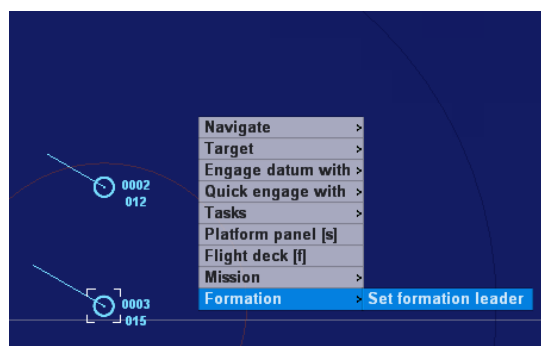 Navigate >
Target >
Engage datum with >
Quick engage with >
Tasks >
Platform panel [s]
Flight deck [f]
Mission >
Formation > Set formation leader
0002
012
0003
015